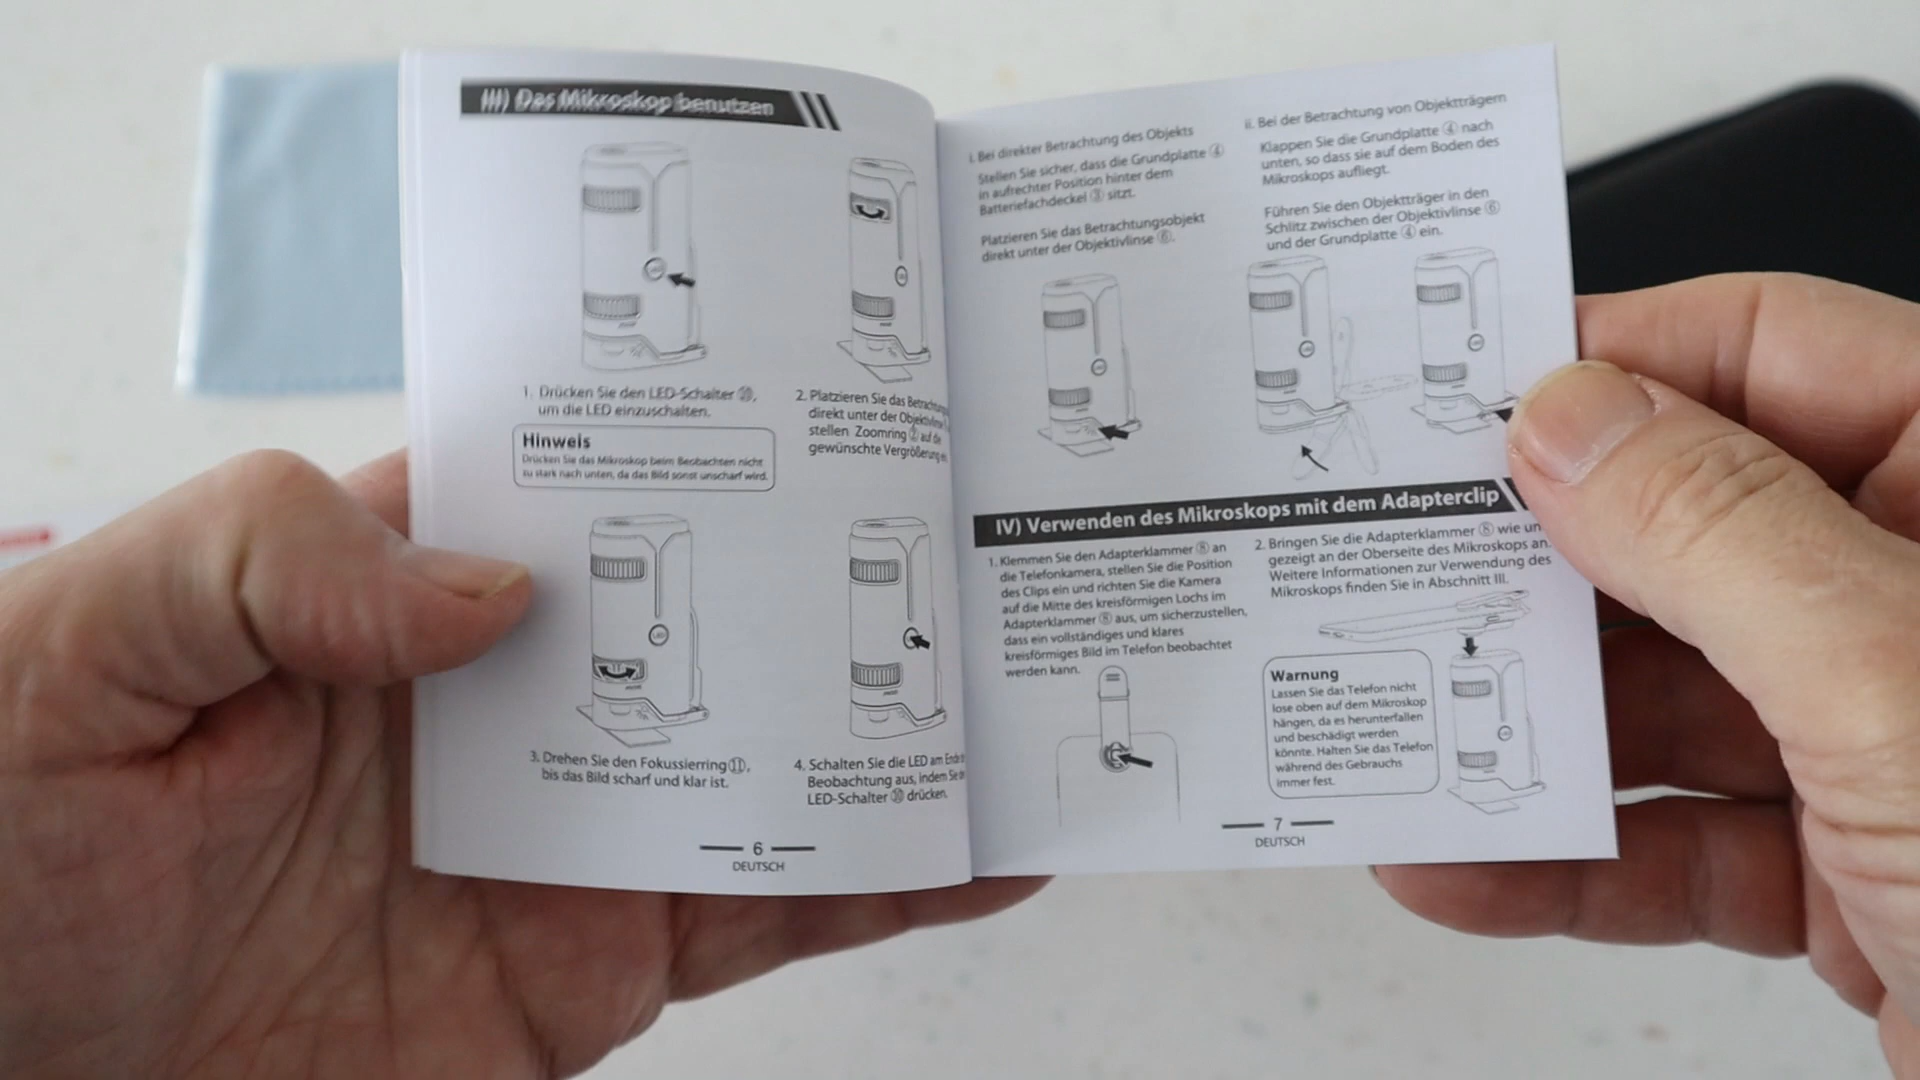 III) Das Mikroskop benutzen
1. Drücken Sie den LED-Schalter ⑩,
um die LED einzuschalten.
Hinweis
Drücken Sie das Mikroskop beim Beobachten nicht
zu stark nach unten, da das Bild sonst unscharf wird.
2. Platzieren Sie das
direkt unter der
stellen Zoomring ② auf die
gewünschte Vergrößerung
3. Drehen Sie den Fokussierring ⑪,
bis das Bild scharf und klar ist.
4. Schalten Sie die LED am
Beobachtung aus, indem Sie
LED-Schalter ⑩ drücken.
6
DEUTSCH
i. Bei direkter Betrachtung des Objekts
Stellen Sie sicher, dass die Grundplatte ④
in aufrechter Position hinter dem
Batteriefachdeckel ③ sitzt.
Platzieren Sie das Betrachtungsobjekt
direkt unter der Objektivlinse ⑥.
ii. Bei der Betrachtung von Objektträgern
Klappen Sie die Grundplatte ④ nach
unten, so dass sie auf dem Boden des
Mikroskops aufliegt.
Führen Sie den Objektträger in den
Schlitz zwischen der Objektivlinse ⑥
und der Grundplatte ④ ein.
IV) Verwenden des Mikroskops mit dem Adapterclip
1. Klemmen Sie den Adapterklammer ⑧ an
die Telefonkamera, stellen Sie die Position
des Clips ein und richten Sie die Kamera
auf die Mitte des kreisförmigen Lochs im
Adapterklammer ⑧ aus, um sicherzustellen,
dass ein vollständiges und klares
kreisförmiges Bild im Telefon beobachtet
werden kann.
2. Bringen Sie die Adapterklammer ⑧ wie
gezeigt an der Oberseite des Mikroskops an.
Weitere Informationen zur Verwendung des
Mikroskops finden Sie in Abschnitt III.
Warnung
Lassen Sie das Telefon nicht
lose oben auf dem Mikroskop
hängen, da es herunterfallen
und beschädigt werden
könnte. Halten Sie das Telefon
während des Gebrauchs
immer fest.
7
DEUTSCH